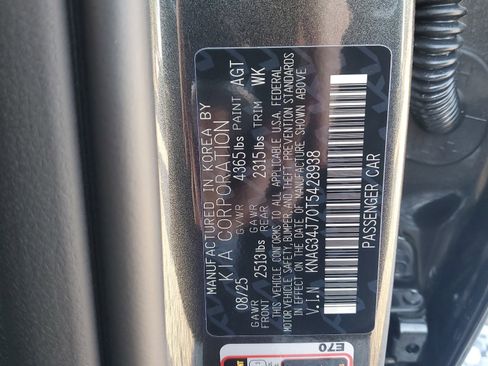 MANUFACTURED IN KOREA BY
KIA CORPORATION
08/25 GVWR 4365lbs PAINT AGT
GAWR FRONT 2513lbs GAWR REAR 2315lbs TRIM WK
THIS VEHICLE CONFORMS TO ALL APPLICABLE U.S.A. FEDERAL
MOTOR VEHICLE SAFETY, BUMPER, AND THEFT PREVENTION STANDARDS
IN EFFECT ON THE DATE OF MANUFACTURE SHOWN ABOVE
V.I.N KNAG34J70T5428938
PASSENGER CAR
E70